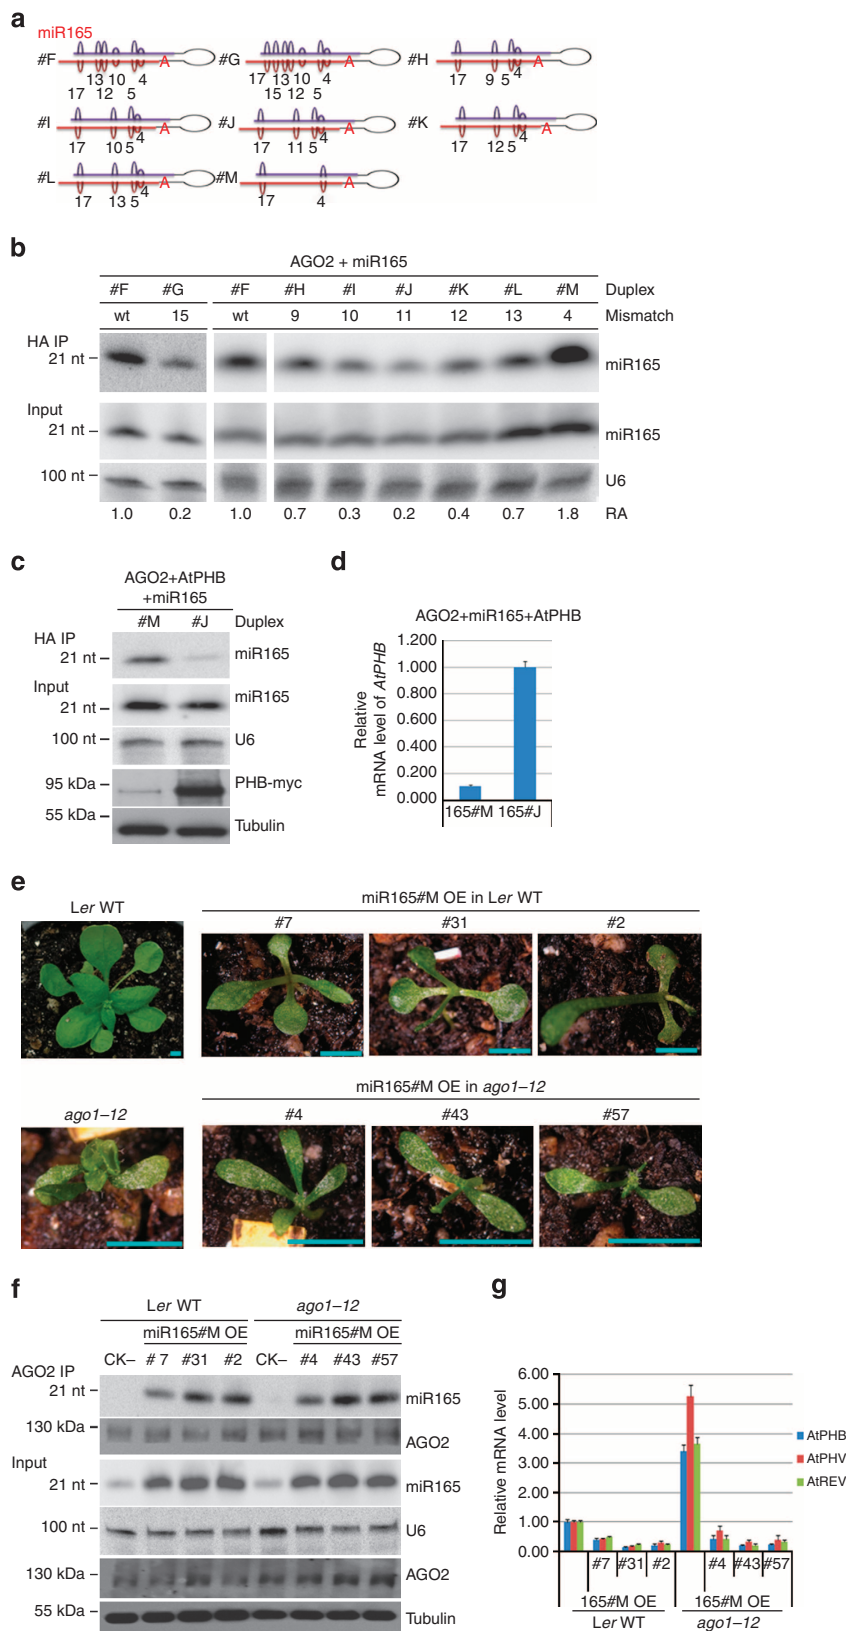 a
miR165
#F A 13 10 4 17 12 5
#G A 17 13 10 4 15 12 5
#H A 17 9 5 4
#I A 17 10 5 4
#J A 17 11 5 4
#K A 17 12 5 4
#L A 17 13 5 4
#M A 17 4
b
AGO2 + miR165
#F #G #F #H #I #J #K #L #M Duplex
wt 15 wt 9 10 11 12 13 4 Mismatch
HA IP
21 nt miR165
Input
21 nt miR165
100 nt U6
1.0 0.2 1.0 0.7 0.3 0.2 0.4 0.7 1.8 RA
c
AGO2+AtPHB
+miR165
#M #J Duplex
HA IP
21 nt miR165
Input
21 nt miR165
100 nt U6
95 kDa PHB-myc
55 kDa
Tubulin
d
AGO2+miR165+AtPHB
Relative
mRNA level of AtPHB
1.200
1.000
0.800
0.600
0.400
0.200
0.000
165#M 165#J
e
Ler WT
miR165#M OE in Ler WT
#7 #31 #2
ago1–12
miR165#M OE in ago1–12
#4 #43 #57
f
Ler WT ago1–12
miR165#M OE miR165#M OE
CK– # 7 #31 #2 CK– #4 #43 #57
AGO2 IP
21 nt miR165
130 kDa AGO2
Input
21 nt miR165
100 nt U6
130 kDa AGO2
55 kDa Tubulin
g
Relative mRNA level
6.00
5.00
4.00
3.00
2.00
1.00
0.00
AtPHB
AtPHV
AtREV
#7 #31 #2 #4 #43 #57
165#M OE 165#M OE
Ler WT ago1–12